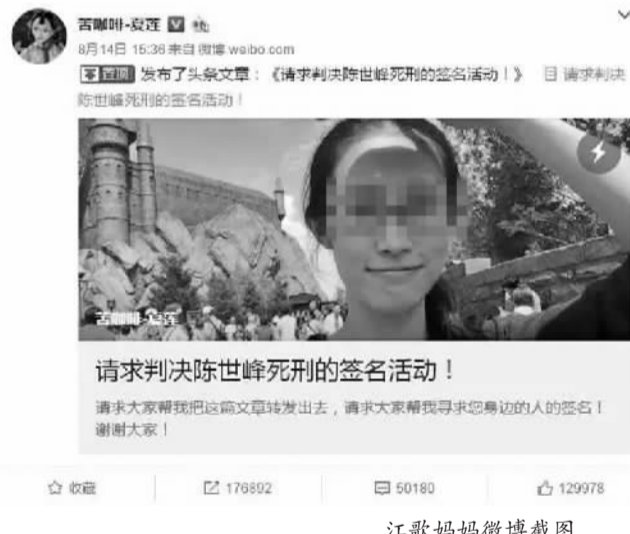 苦咖啡-夏莲
8月14日 15:36 来自 微博 weibo.com
置顶 发布了头条文章：《请求判决陈世峰死刑的签名活动！》 请求判决
陈世峰死刑的签名活动！
苦咖啡-夏莲
请求判决陈世峰死刑的签名活动！
请求大家帮我把这篇文章转发出去，请求大家帮我寻求您身边的人的签名！
谢谢大家！
收藏 176892 50180 129978
江歌妈妈微博截图